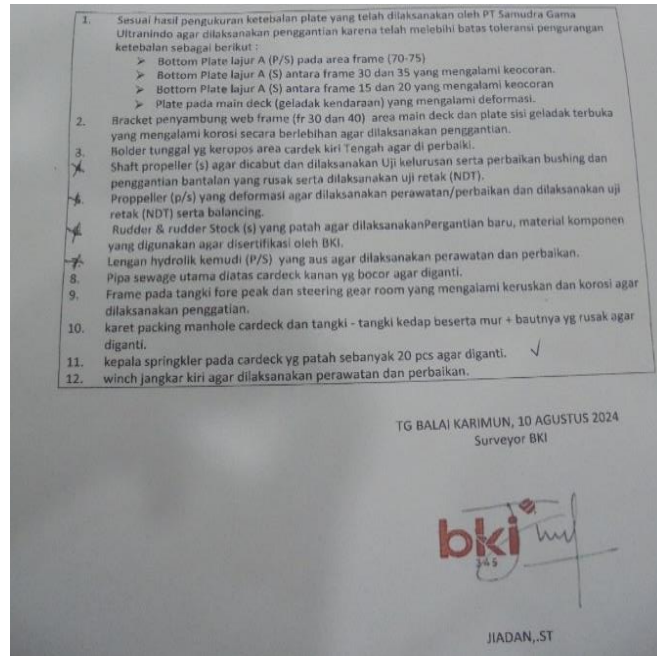 1. Sesuai hasil pengukuran ketebalan plate yang telah dilaksanakan oleh PT Samudra Gama
Ultranindo agar dilaksanakan penggantian karena telah melebihi batas toleransi pengurangan
ketebalan sebagai berikut :
➢ Bottom Plate lajur A (P/S) pada area frame (70-75)
➢ Bottom Plate lajur A (S) antara frame 30 dan 35 yang mengalami keocoran.
➢ Bottom Plate lajur A (S) antara frame 15 dan 20 yang mengalami keocoran
➢ Plate pada main deck (geladak kendaraan) yang mengalami deformasi.
2. Bracket penyambung web frame (fr 30 dan 40) area main deck dan plate sisi geladak terbuka
yang mengalami korosi secara berlebihan agar dilaksanakan penggantian.
3. Bolder tunggal yg keropos area cardek kiri Tengah agar di perbaiki.
4. Shaft propeller (s) agar dicabut dan dilaksanakan Uji kelurusan serta perbaikan bushing dan
penggantian bantalan yang rusak serta dilaksanakan uji retak (NDT).
5. Proppeller (p/s) yang deformasi agar dilaksanakan perawatan/perbaikan dan dilaksanakan uji
retak (NDT) serta balancing.
6. Rudder & rudder Stock (s) yang patah agar dilaksanakanPergantian baru, material komponen
yang digunakan agar disertifikasi oleh BKI.
7. Lengan hydrolik kemudi (P/S) yang aus agar dilaksanakan perawatan dan perbaikan.
8. Pipa sewage utama diatas cardeck kanan yg bocor agar diganti.
9. Frame pada tangki fore peak dan steering gear room yang mengalami keruskan dan korosi agar
dilaksanakan penggatian.
10. karet packing manhole cardeck dan tangki - tangki kedap beserta mur + bautnya yg rusak agar
diganti.
11. kepala springkler pada cardeck yg patah sebanyak 20 pcs agar diganti. ✓
12. winch jangkar kiri agar dilaksanakan perawatan dan perbaikan.
TG BALAI KARIMUN, 10 AGUSTUS 2024
Surveyor BKI
bki
345
JIADAN,.ST